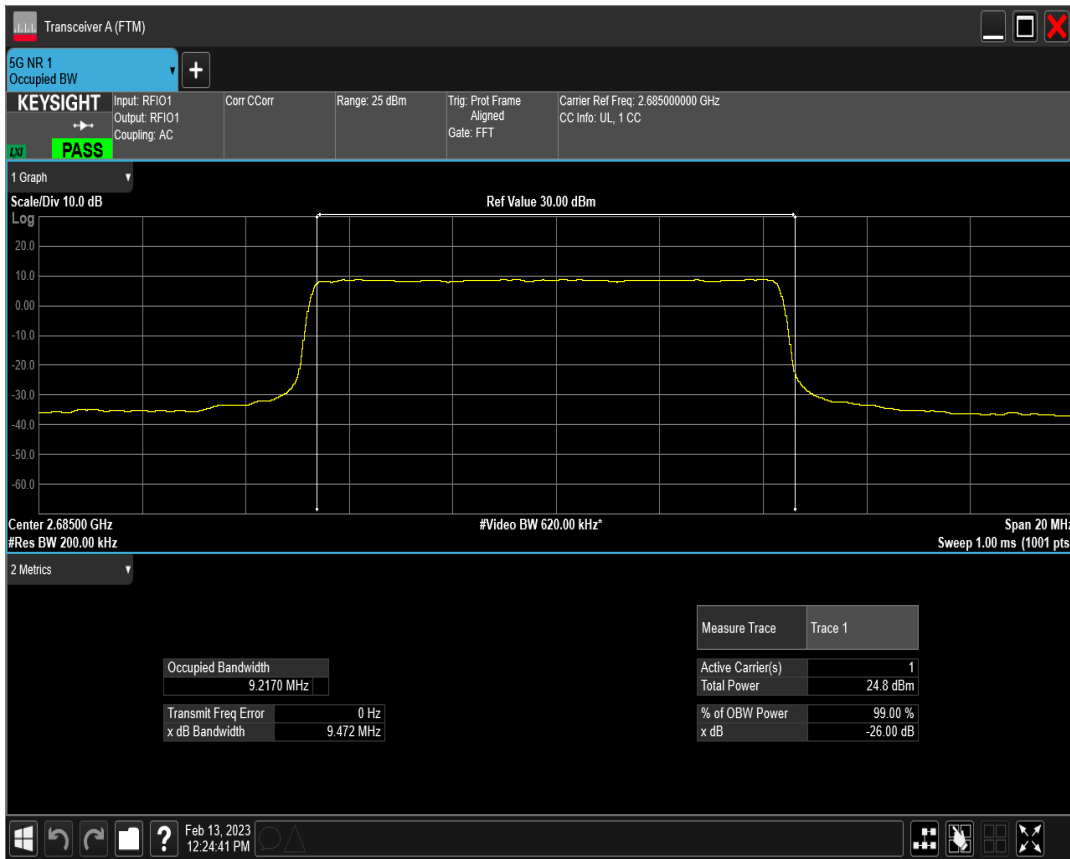 Transceiver A (FTM)
5G NR 1
Occupied BW
+
KEYSIGHT
LXI
PASS
Input: RFIO1
Output: RFIO1
Coupling: AC
Corr CCorr
Range: 25 dBm
Trig: Prot Frame
Aligned
Gate: FFT
Carrier Ref Freq: 2.685000000 GHz
CC Info: UL, 1 CC
1 Graph
Scale/Div 10.0 dB
Ref Value 30.00 dBm
Log
20.0
10.0
0.00
-10.0
-20.0
-30.0
-40.0
-50.0
-60.0
Center 2.68500 GHz
#Video BW 620.00 kHz*
Span 20 MHz
#Res BW 200.00 kHz
Sweep 1.00 ms (1001 pts
2 Metrics
Measure Trace Trace 1
Occupied Bandwidth
9.2170 MHz
Active Carrier(s) 1
Total Power 24.8 dBm
Transmit Freq Error 0 Hz
x dB Bandwidth 9.472 MHz
% of OBW Power 99.00 %
x dB -26.00 dB
?
Feb 13, 2023
12:24:41 PM